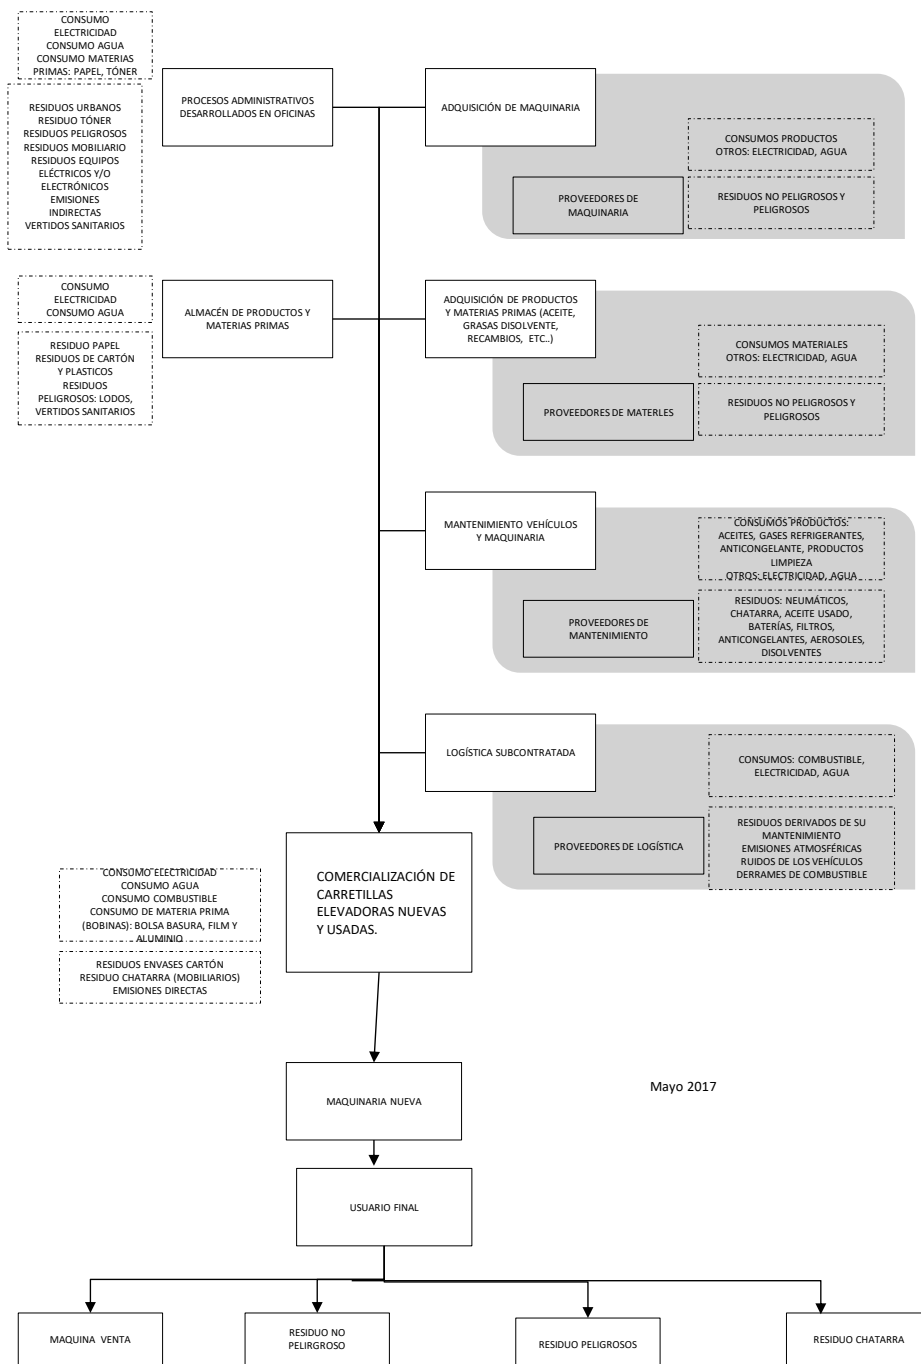 CONSUMO
ELECTRICIDAD
CONSUMO AGUA
CONSUMO MATERIAS
PRIMAS: PAPEL, TÓNER
RESIDUOS URBANOS
RESIDUO TÓNER
RESIDUOS PELIGROSOS
RESIDUOS MOBILIARIO
RESIDUOS EQUIPOS
ELÉCTRICOS Y/O
ELECTRÓNICOS
EMISIONES
INDIRECTAS
VERTIDOS SANITARIOS
PROCESOS ADMINISTRATIVOS
DESARROLLADOS EN OFICINAS
ADQUISICIÓN DE MAQUINARIA
CONSUMOS PRODUCTOS
OTROS: ELECTRICIDAD, AGUA
PROVEEDORES DE
MAQUINARIA
RESIDUOS NO PELIGROSOS Y
PELIGROSOS
CONSUMO
ELECTRICIDAD
CONSUMO AGUA
RESIDUO PAPEL
RESIDUOS DE CARTÓN
Y PLASTICOS
RESIDUOS
PELIGROSOS: LODOS,
VERTIDOS SANITARIOS
ALMACÉN DE PRODUCTOS Y
MATERIAS PRIMAS
ADQUISICIÓN DE PRODUCTOS
Y MATERIAS PRIMAS (ACEITE,
GRASAS DISOLVENTE,
RECAMBIOS, ETC..)
CONSUMOS MATERIALES
OTROS: ELECTRICIDAD, AGUA
PROVEEDORES DE MATERLES
RESIDUOS NO PELIGROSOS Y
PELIGROSOS
MANTENIMIENTO VEHÍCULOS
Y MAQUINARIA
CONSUMOS PRODUCTOS:
ACEITES, GASES REFRIGERANTES,
ANTICONGELANTE, PRODUCTOS
LIMPIEZA
OTROS: ELECTRICIDAD, AGUA
PROVEEDORES DE
MANTENIMIENTO
RESIDUOS: NEUMÁTICOS,
CHATARRA, ACEITE USADO,
BATERÍAS, FILTROS,
ANTICONGELANTES, AEROSOLES,
DISOLVENTES
LOGÍSTICA SUBCONTRATADA
CONSUMOS: COMBUSTIBLE,
ELECTRICIDAD, AGUA
PROVEEDORES DE LOGÍSTICA
RESIDUOS DERIVADOS DE SU
MANTENIMIENTO
EMISIONES ATMOSFÉRICAS
RUIDOS DE LOS VEHÍCULOS
DERRAMES DE COMBUSTIBLE
CONSUMO ELECTRICIDAD
CONSUMO AGUA
CONSUMO COMBUSTIBLE
CONSUMO DE MATERIA PRIMA
(BOBINAS): BOLSA BASURA, FILM Y
ALUMINIO
RESIDUOS ENVASES CARTÓN
RESIDUO CHATARRA (MOBILIARIOS)
EMISIONES DIRECTAS
COMERCIALIZACIÓN DE
CARRETILLAS
ELEVADORAS NUEVAS
Y USADAS.
MAQUINARIA NUEVA
Mayo 2017
USUARIO FINAL
MAQUINA VENTA
RESIDUO NO
PELIRGROSO
RESIDUO PELIGROSOS
RESIDUO CHATARRA